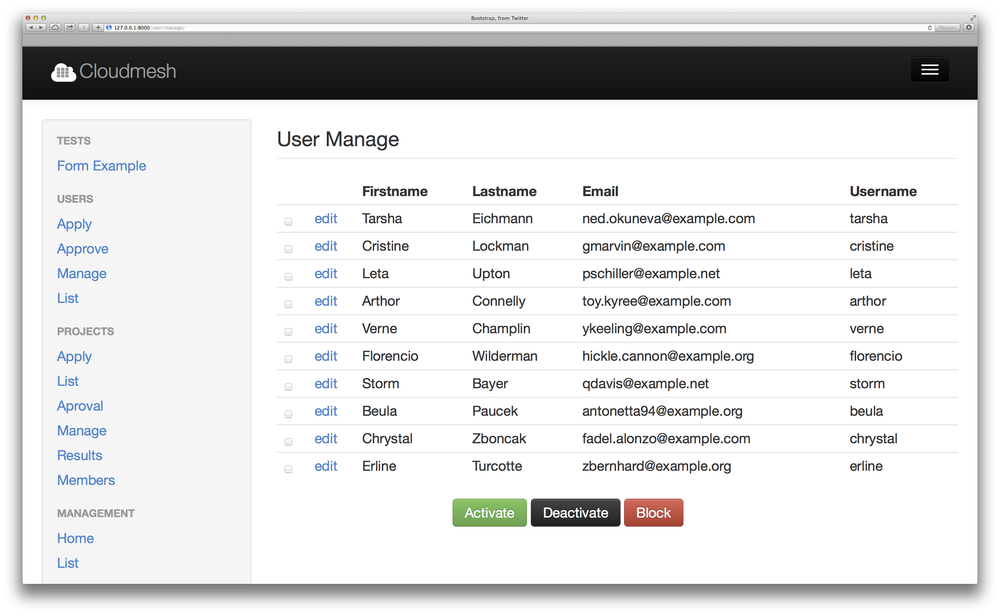 Bootstrap, from Twitter
127.0.0.1:8000/user/manage/
Reader
Cloudmesh
TESTS
Form Example
USERS
Apply
Approve
Manage
List
PROJECTS
Apply
List
Aproval
Manage
Results
Members
MANAGEMENT
Home
List
User Manage
Firstname Lastname Email Username
edit Tarsha Eichmann ned.okuneva@example.com tarsha
edit Cristine Lockman gmarvin@example.com cristine
edit Leta Upton pschiller@example.net leta
edit Arthor Connelly toy.kyree@example.com arthor
edit Verne Champlin ykeeling@example.com verne
edit Florencio Wilderman hickle.cannon@example.org florencio
edit Storm Bayer qdavis@example.net storm
edit Beula Paucek antonetta94@example.org beula
edit Chrystal Zboncak fadel.alonzo@example.com chrystal
edit Erline Turcotte zbernhard@example.org erline
Activate Deactivate Block